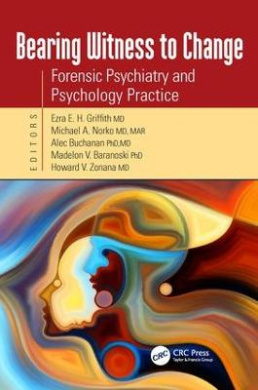 Bearing Witness to Change
Forensic Psychiatry and
Psychology Practice
EDITORS
Ezra E. H. Griffith MD
Michael A. Norko MD, MAR
Alec Buchanan PhD, MD
Madelon V. Baranoski PhD
Howard V. Zonana MD
CRC Press
Taylor & Francis Group